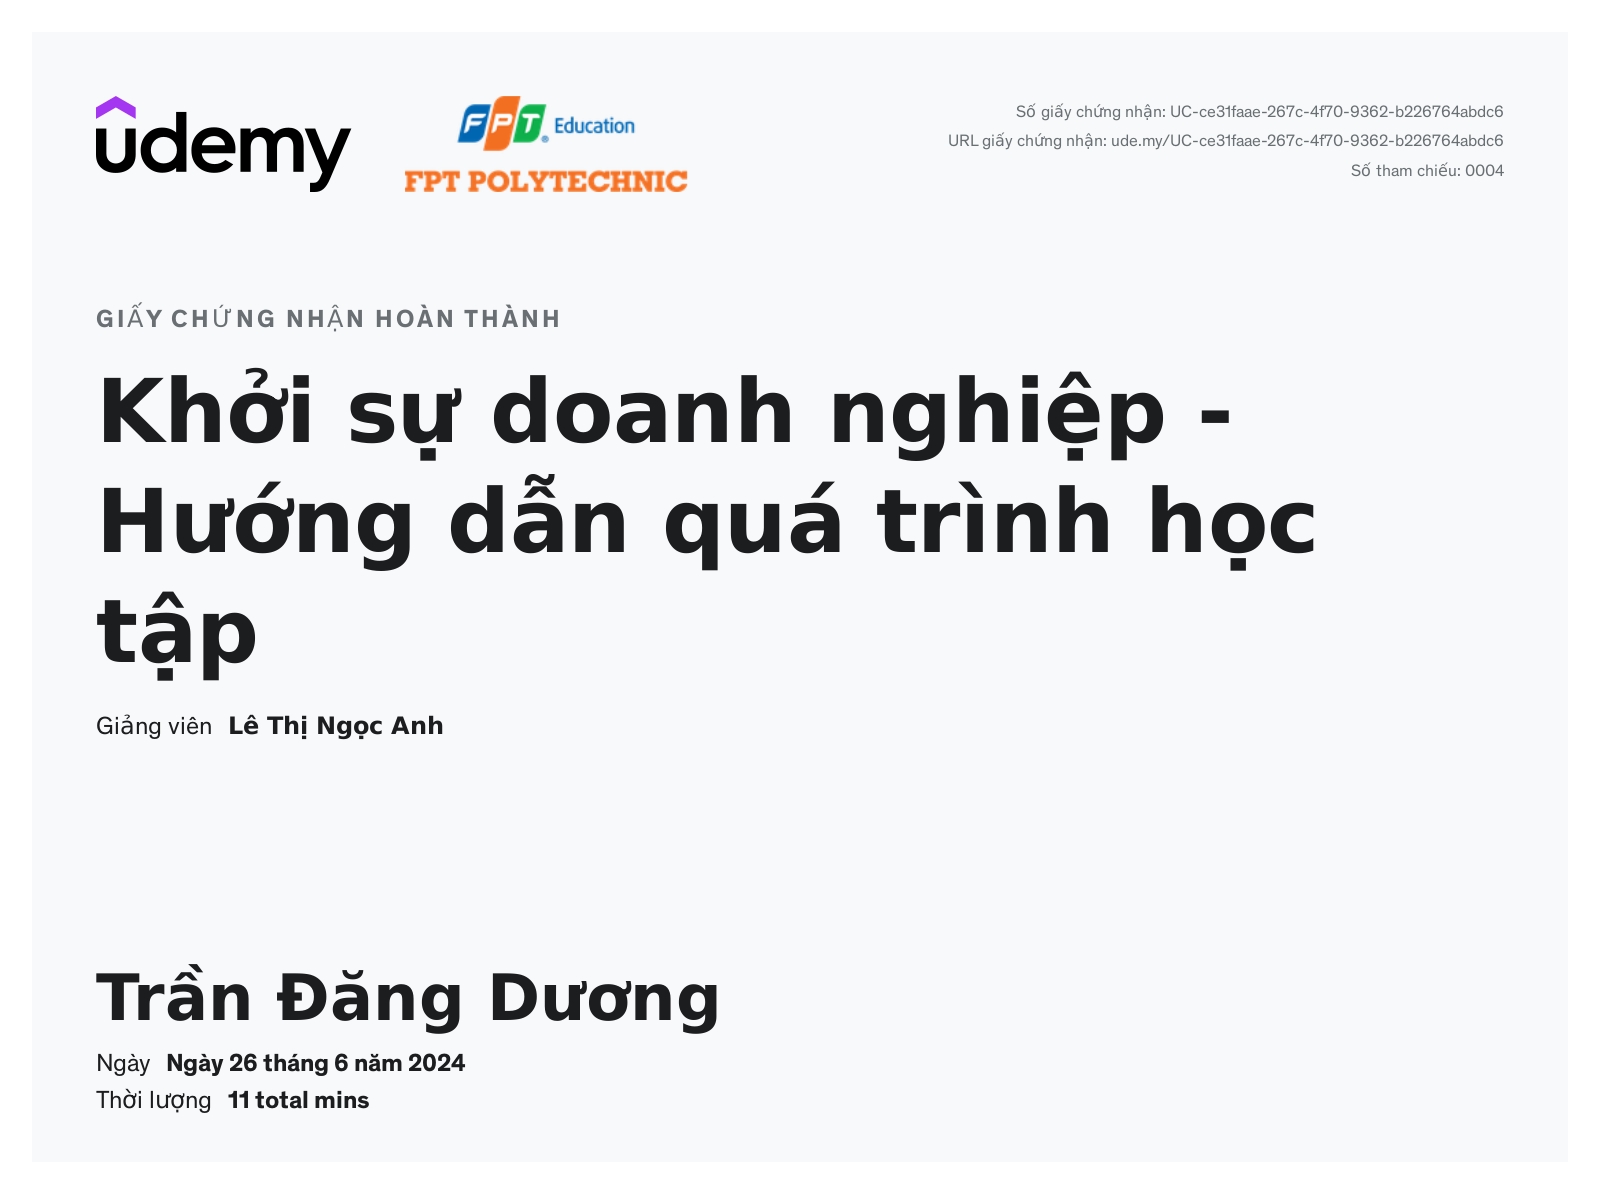 udemy
FPT Education
FPT POLYTECHNIC
Số giấy chứng nhận: UC-ce31faae-267c-4f70-9362-b226764abdc6
URL giấy chứng nhận: ude.my/UC-ce31faae-267c-4f70-9362-b226764abdc6
Số tham chiếu: 0004
GIẤY CHỨNG NHẬN HOÀN THÀNH
Khởi sự doanh nghiệp -
Hướng dẫn quá trình học
tập
Giảng viên Lê Thị Ngọc Anh
Trần Đăng Dương
Ngày Ngày 26 tháng 6 năm 2024
Thời lượng 11 total mins